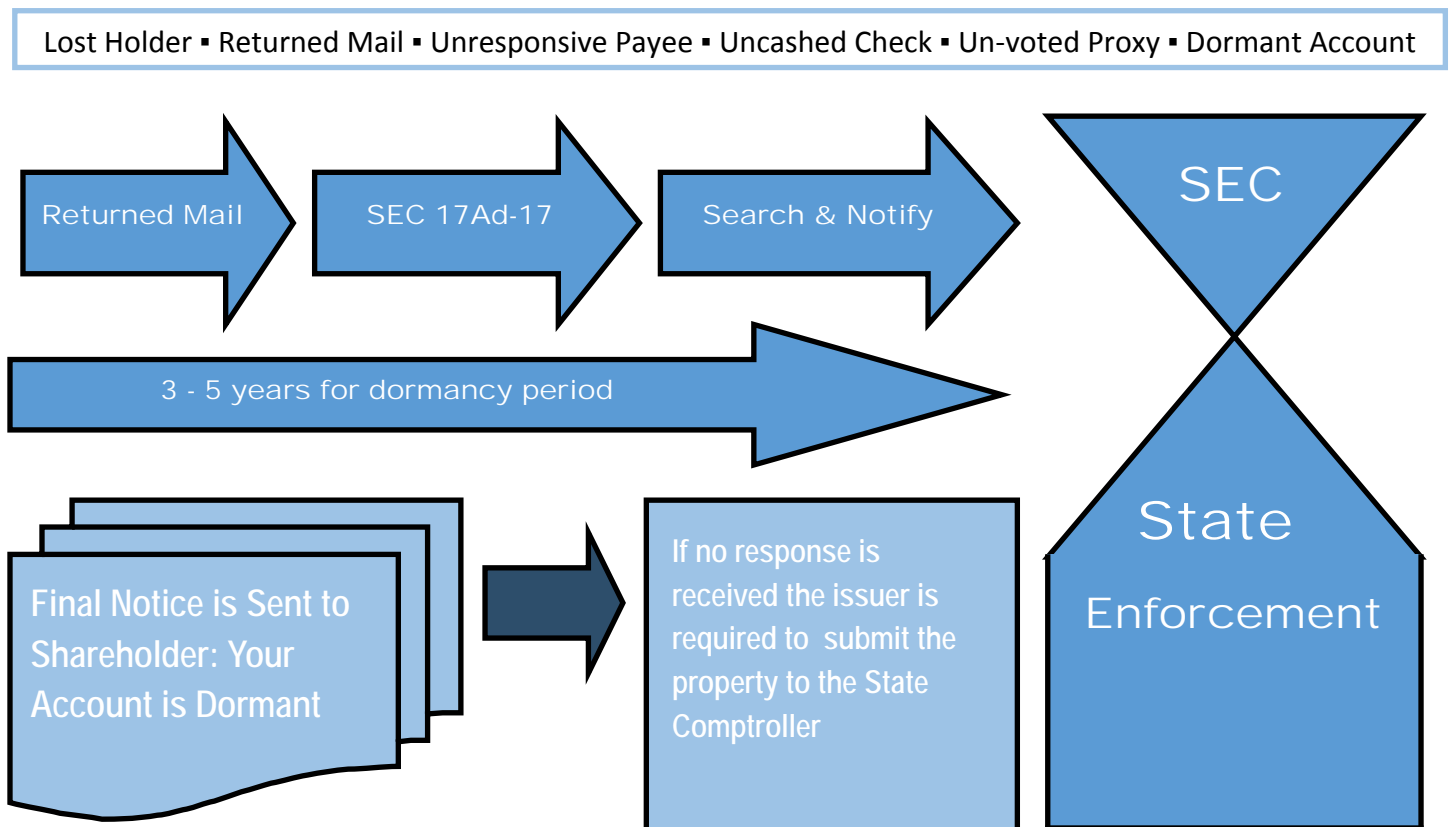 Lost Holder ▪ Returned Mail ▪ Unresponsive Payee ▪ Uncashed Check ▪ Un-voted Proxy ▪ Dormant Account
Returned Mail
SEC 17Ad-17
Search & Notify
SEC
3 - 5 years for dormancy period
Final Notice is Sent to
Shareholder: Your
Account is Dormant
If no response is
received the issuer is
required to  submit the
property to the State
Comptroller
State
Enforcement